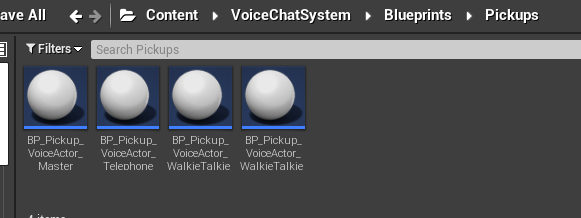 ave All
Content
VoiceChatSystem
Blueprints
Pickups
Filters
Search Pickups
BP_Pickup_
VoiceActor_
Master
BP_Pickup_
VoiceActor_
Telephone
BP_Pickup_
VoiceActor_
WalkieTalkie
BP_Pickup_
VoiceActor_
WalkieTalkie